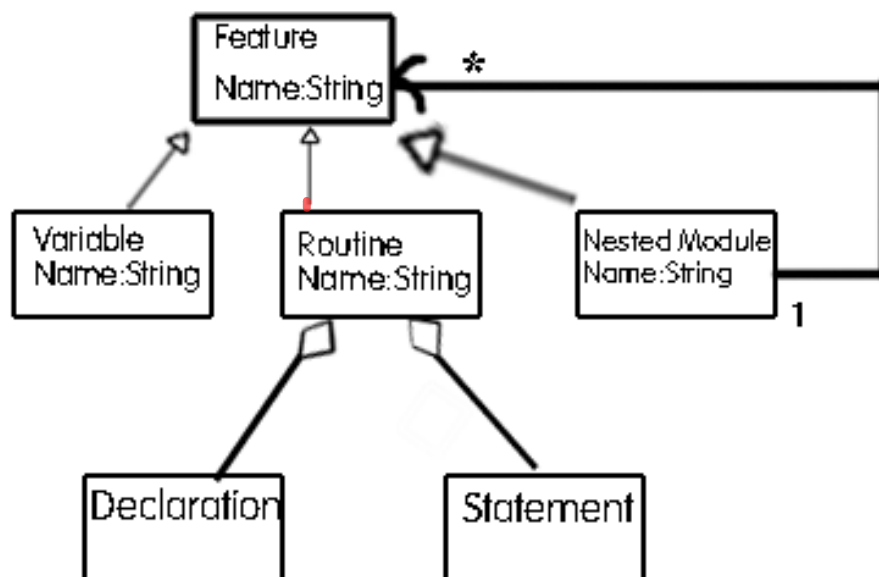 Feature
Name:String
*
Variable
Name:String
Routine
Name:String
Nested Module
Name:String
1
Declaration
Statement